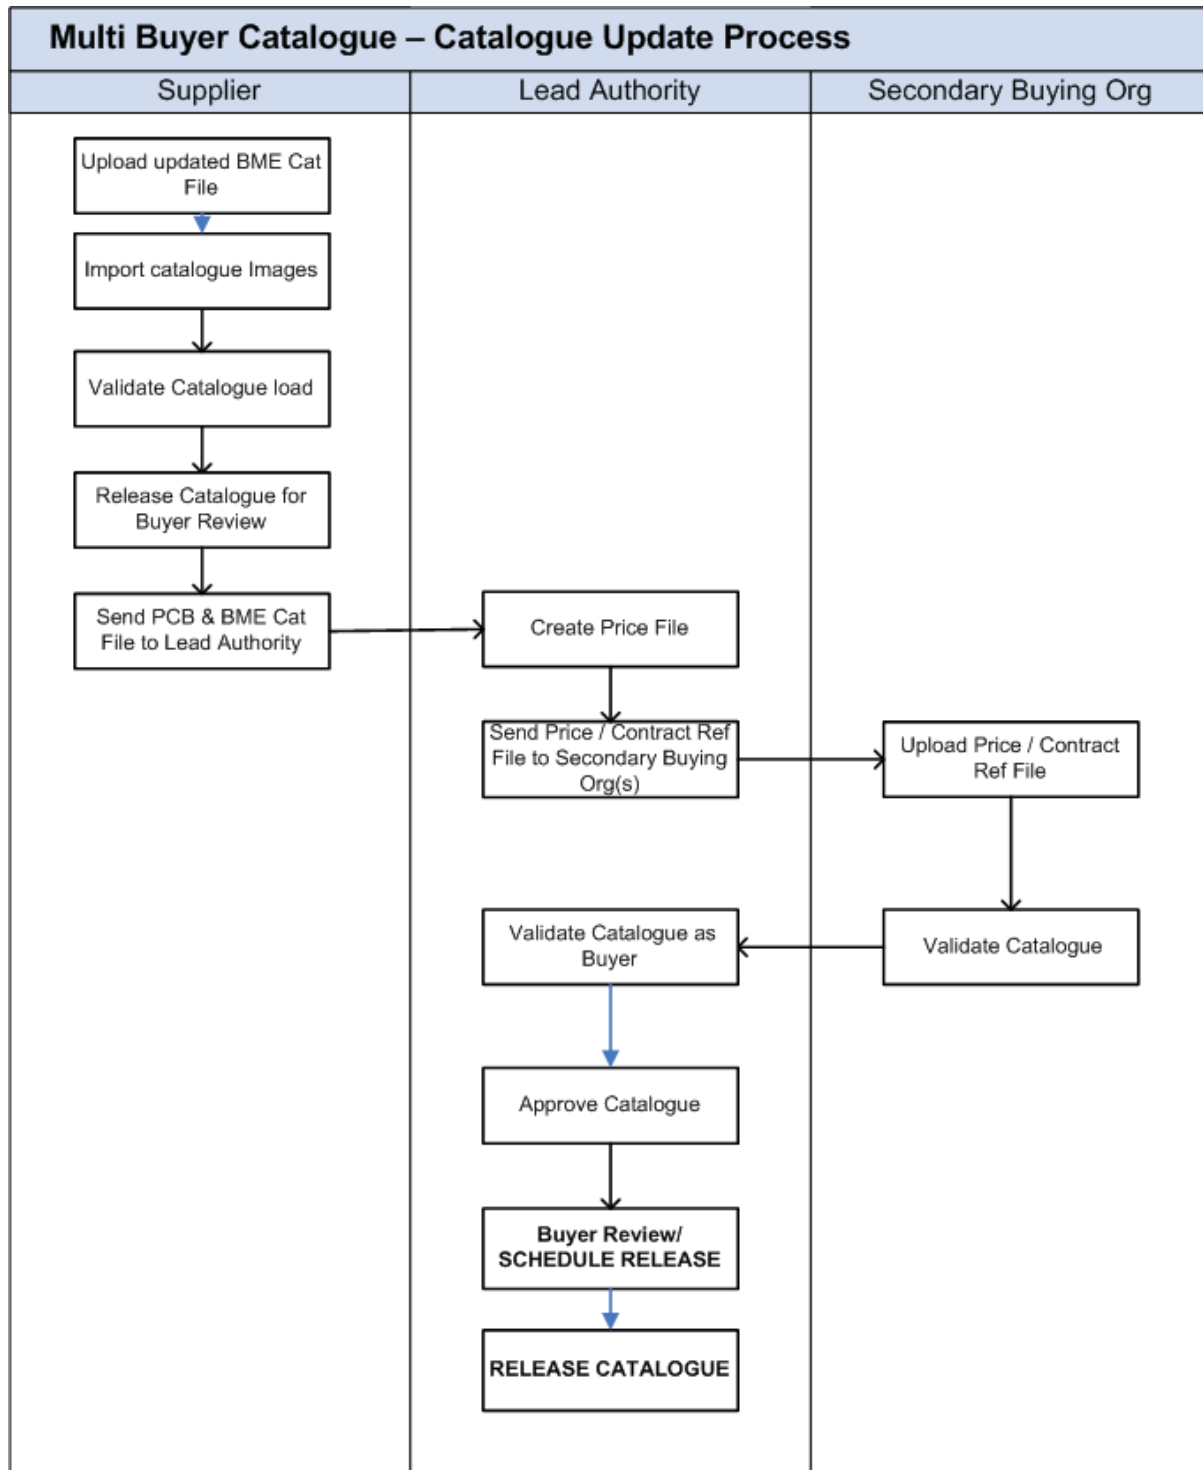 Multi Buyer Catalogue – Catalogue Update Process
Supplier
Lead Authority
Secondary Buying Org
Upload updated BME Cat
File
Import catalogue Images
Validate Catalogue load
Release Catalogue for
Buyer Review
Send PCB & BME Cat
File to Lead Authority
Create Price File
Send Price / Contract Ref
File to Secondary Buying
Org(s)
Upload Price / Contract
Ref File
Validate Catalogue
Validate Catalogue as
Buyer
Approve Catalogue
Buyer Review/
SCHEDULE RELEASE
RELEASE CATALOGUE